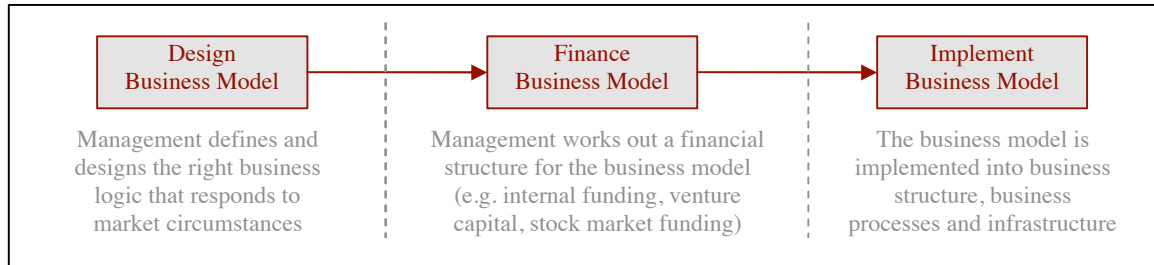 Design
Business Model
Finance
Business Model
Implement
Business Model
Management defines and
designs the right business
logic that responds to
market circumstances
Management works out a financial
structure for the business model
(e.g. internal funding, venture
capital, stock market funding)
The business model is
implemented into business
structure, business
processes and infrastructure